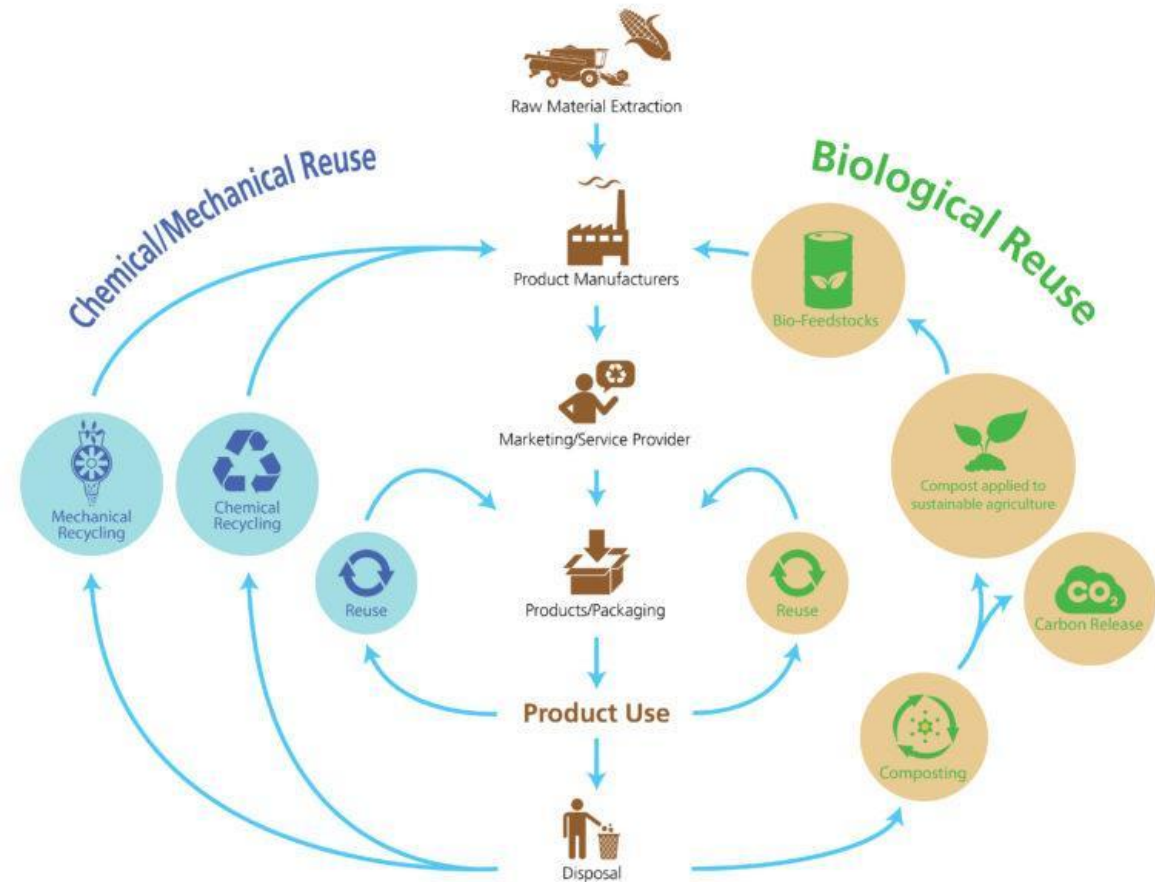 Raw Material Extraction
Chemical/Mechanical Reuse
Biological Reuse
Product Manufacturers
Bio-Feedstocks
Marketing/Service Provider
Mechanical
Recycling
Chemical
Recycling
Compost applied to
sustainable agriculture
Reuse
Products/Packaging
Reuse
CO2
Carbon Release
Product Use
Composting
Disposal